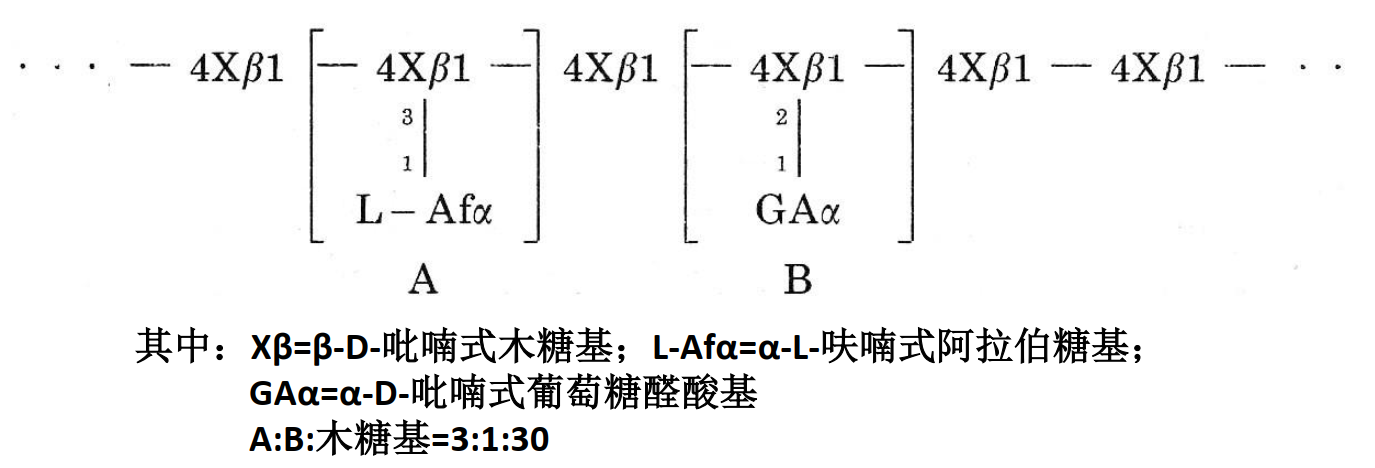 · · · — 4Xβ1 [— 4Xβ1 —] 4Xβ1 [— 4Xβ1 —] 4Xβ1 — 4Xβ1 — · ·
3 2
1 1
L – Afα GAα
A B
其中：Xβ=β-D-吡喃式木糖基；L-Afα=α-L-呋喃式阿拉伯糖基；
GAα=α-D-吡喃式葡萄糖醛酸基
A:B:木糖基=3:1:30